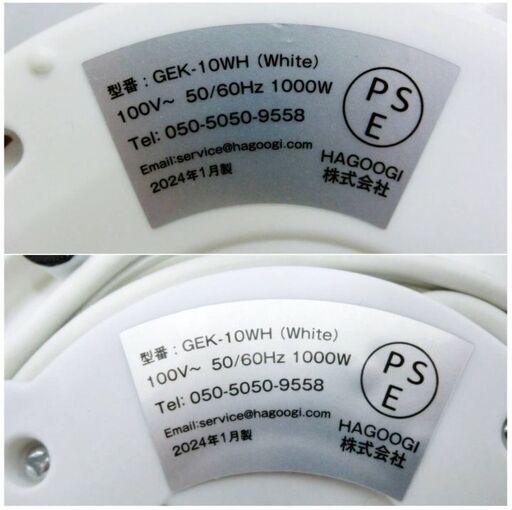 型番 : GEK-10WH (White)
100V～ 50/60Hz 1000W
Tel: 050-5050-9558
Email:service@hagoogi.com
2024年1月製
PSE
HAGOOGI
株式会社
型番 : GEK-10WH (White)
100V～ 50/60Hz 1000W
Tel: 050-5050-9558
Email:service@hagoogi.com
2024年1月製
PSE
HAGOOGI
株式会社